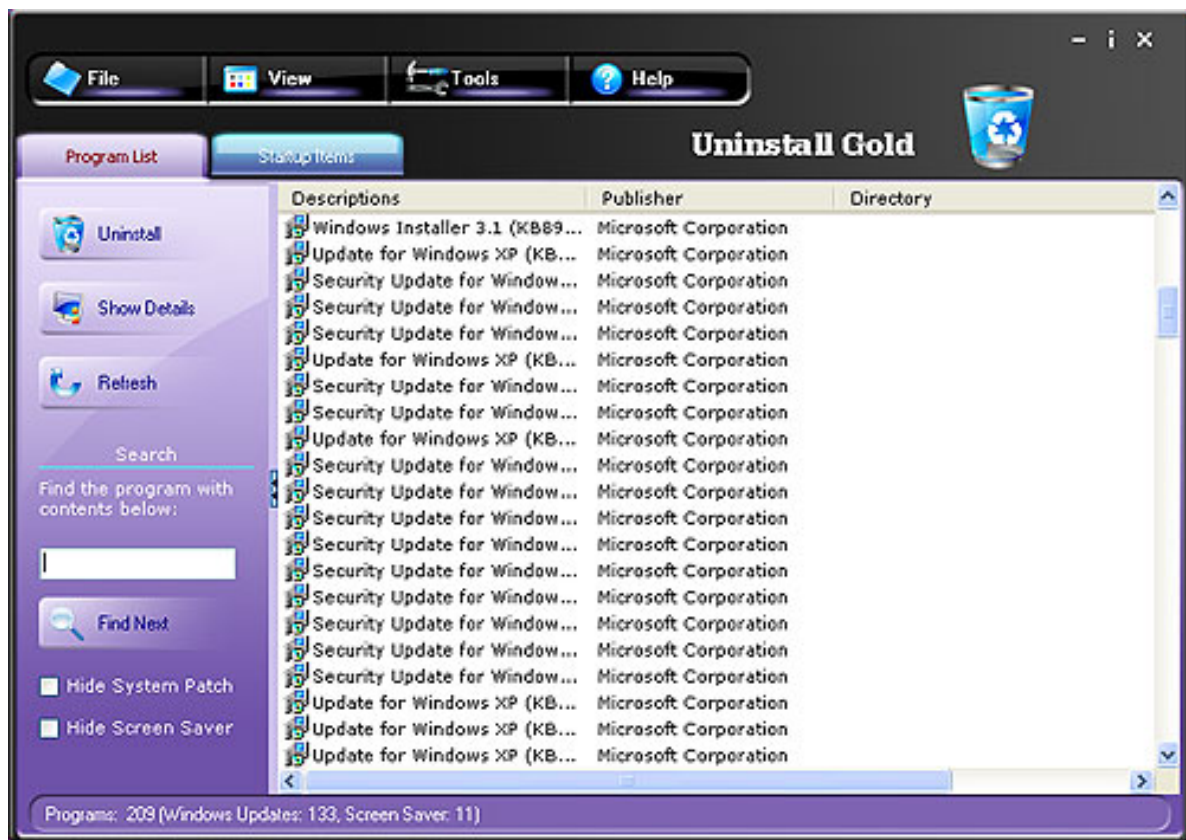 File View Tools Help
Uninstall Gold
Program List Startup Items
Descriptions Publisher Directory
Uninstall
Show Details
Refresh
Search
Find the program with
contents below:
Find Next
Hide System Patch
Hide Screen Saver
Windows Installer 3.1 (KB89... Microsoft Corporation
Update for Windows XP (KB... Microsoft Corporation
Security Update for Window... Microsoft Corporation
Security Update for Window... Microsoft Corporation
Security Update for Window... Microsoft Corporation
Update for Windows XP (KB... Microsoft Corporation
Security Update for Window... Microsoft Corporation
Security Update for Window... Microsoft Corporation
Update for Windows XP (KB... Microsoft Corporation
Security Update for Window... Microsoft Corporation
Security Update for Window... Microsoft Corporation
Security Update for Window... Microsoft Corporation
Security Update for Window... Microsoft Corporation
Security Update for Window... Microsoft Corporation
Security Update for Window... Microsoft Corporation
Security Update for Window... Microsoft Corporation
Security Update for Window... Microsoft Corporation
Security Update for Window... Microsoft Corporation
Update for Windows XP (KB... Microsoft Corporation
Update for Windows XP (KB... Microsoft Corporation
Update for Windows XP (KB... Microsoft Corporation
Programs: 209 (Windows Updates: 133, Screen Saver: 11)